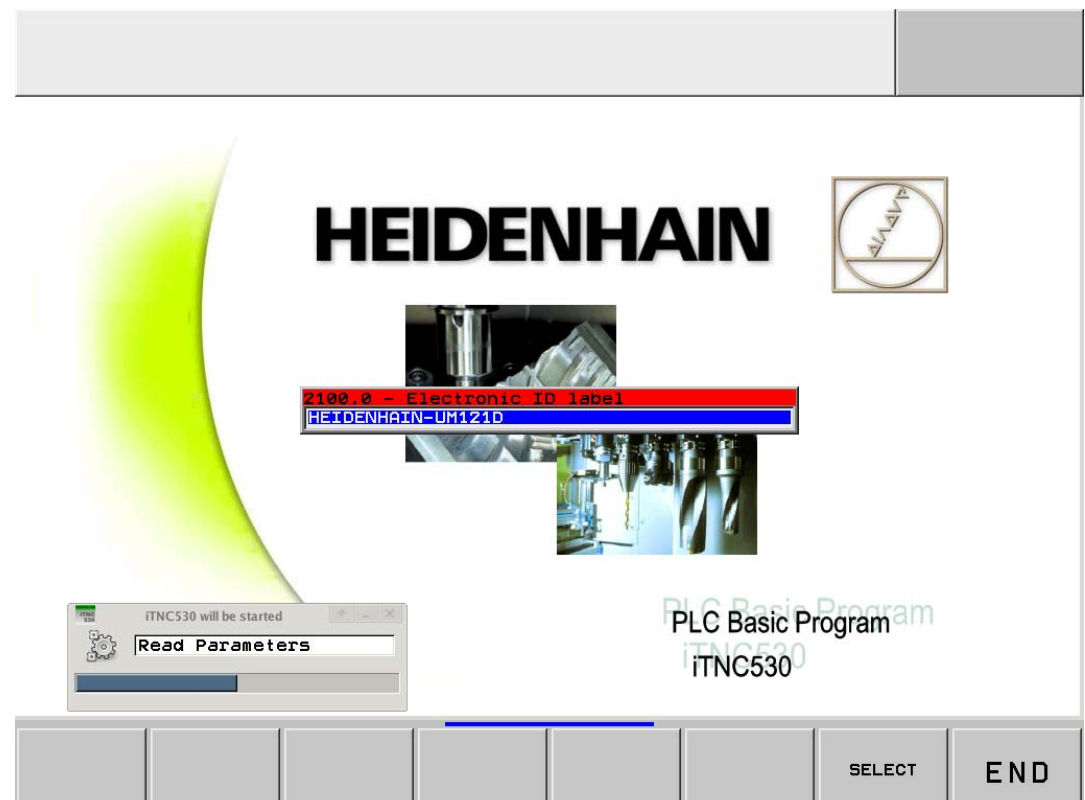 HEIDENHAIN
2100.0 - Electronic ID label
HEIDENHAIN-UM121D
iTNC530 will be started
Read Parameters
PLC Basic Program
iTNC530
SELECT
END